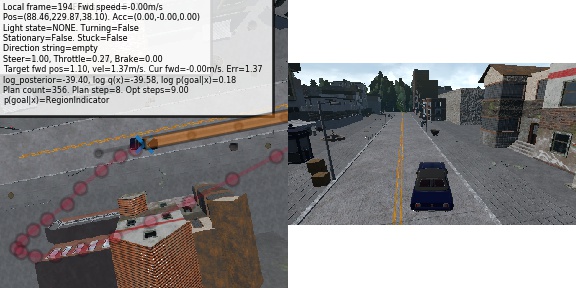 Local frame=194. Fwd speed=-0.00m/s
Pos=(88.46,229.87,38.10). Acc=(0.00,-0.00,0.00)
Light state=NONE. Turning=False
Stationary=False. Stuck=False
Direction string=empty
Steer=1.00, Throttle=0.27, Brake=0.00
Target fwd pos=1.10, vel=1.37m/s. Cur fwd=-0.00m/s. Err=1.37
log_posterior=-39.40, log q(x)=-39.58, log p(goal|x)=0.18
Plan count=356. Plan step=8. Opt steps=9.00
p(goal|x)=RegionIndicator